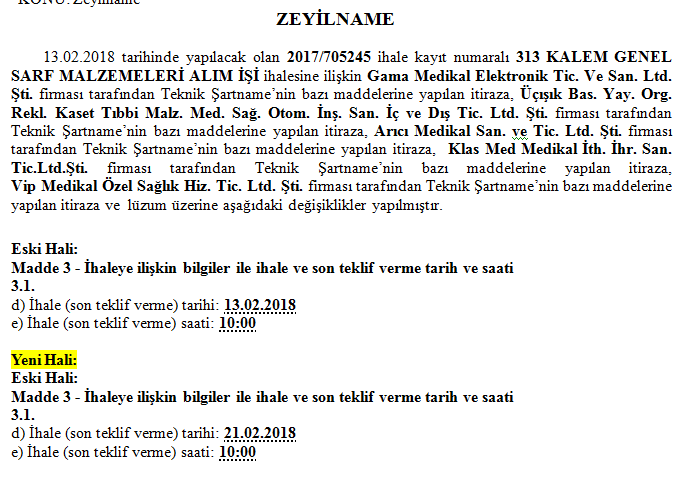 KONU: Zeyilname
ZEYİLNAME
13.02.2018 tarihinde yapılacak olan 2017/705245 ihale kayıt numaralı 313 KALEM GENEL
SARF MALZEMELERİ ALIM İŞİ ihalesine ilişkin Gama Medikal Elektronik Tic. Ve San. Ltd.
Şti. firması tarafından Teknik Şartname’nin bazı maddelerine yapılan itiraza, Üçışık Bas. Yay. Org.
Rekl. Kaset Tıbbi Malz. Med. Sağ. Otom. İnş. San. İç ve Dış Tic. Ltd. Şti. firması tarafından
Teknik Şartname’nin bazı maddelerine yapılan itiraza, Arıcı Medikal San. ve Tic. Ltd. Şti. firması
tarafından Teknik Şartname’nin bazı maddelerine yapılan itiraza, Klas Med Medikal İth. İhr. San.
Tic.Ltd.Şti. firması tarafından Teknik Şartname’nin bazı maddelerine yapılan itiraza,
Vip Medikal Özel Sağlık Hiz. Tic. Ltd. Şti. firması tarafından Teknik Şartname’nin bazı maddelerine
yapılan itiraza ve lüzum üzerine aşağıdaki değişiklikler yapılmıştır.
Eski Hali:
Madde 3 - İhaleye ilişkin bilgiler ile ihale ve son teklif verme tarih ve saati
3.1.
d) İhale (son teklif verme) tarihi: 13.02.2018
e) İhale (son teklif verme) saati: 10:00
Yeni Hali:
Eski Hali:
Madde 3 - İhaleye ilişkin bilgiler ile ihale ve son teklif verme tarih ve saati
3.1.
d) İhale (son teklif verme) tarihi: 21.02.2018
e) İhale (son teklif verme) saati: 10:00